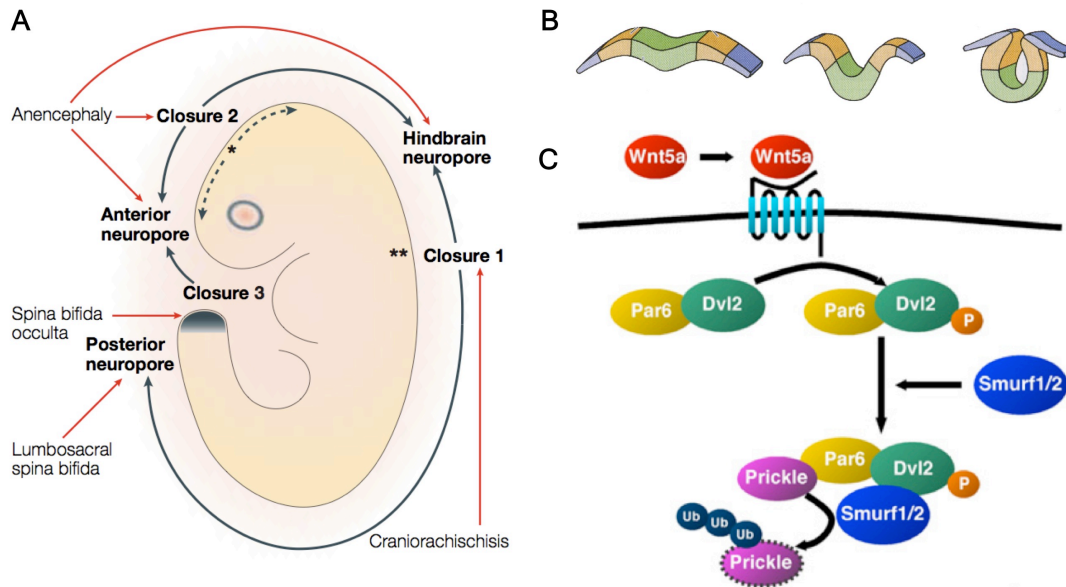 A
Anencephaly
Closure 2
*
Hindbrain
neuropore
Anterior
neuropore
**
Closure 1
Closure 3
Spina bifida
occulta
Posterior
neuropore
Lumbosacral
spina bifida
Craniorachischisis
B
C
Wnt5a
Wnt5a
Par6
Dvl2
Par6
Dvl2
P
Smurf1/2
Par6
Dvl2
P
Prickle
Smurf1/2
Ub
Ub
Ub
Prickle